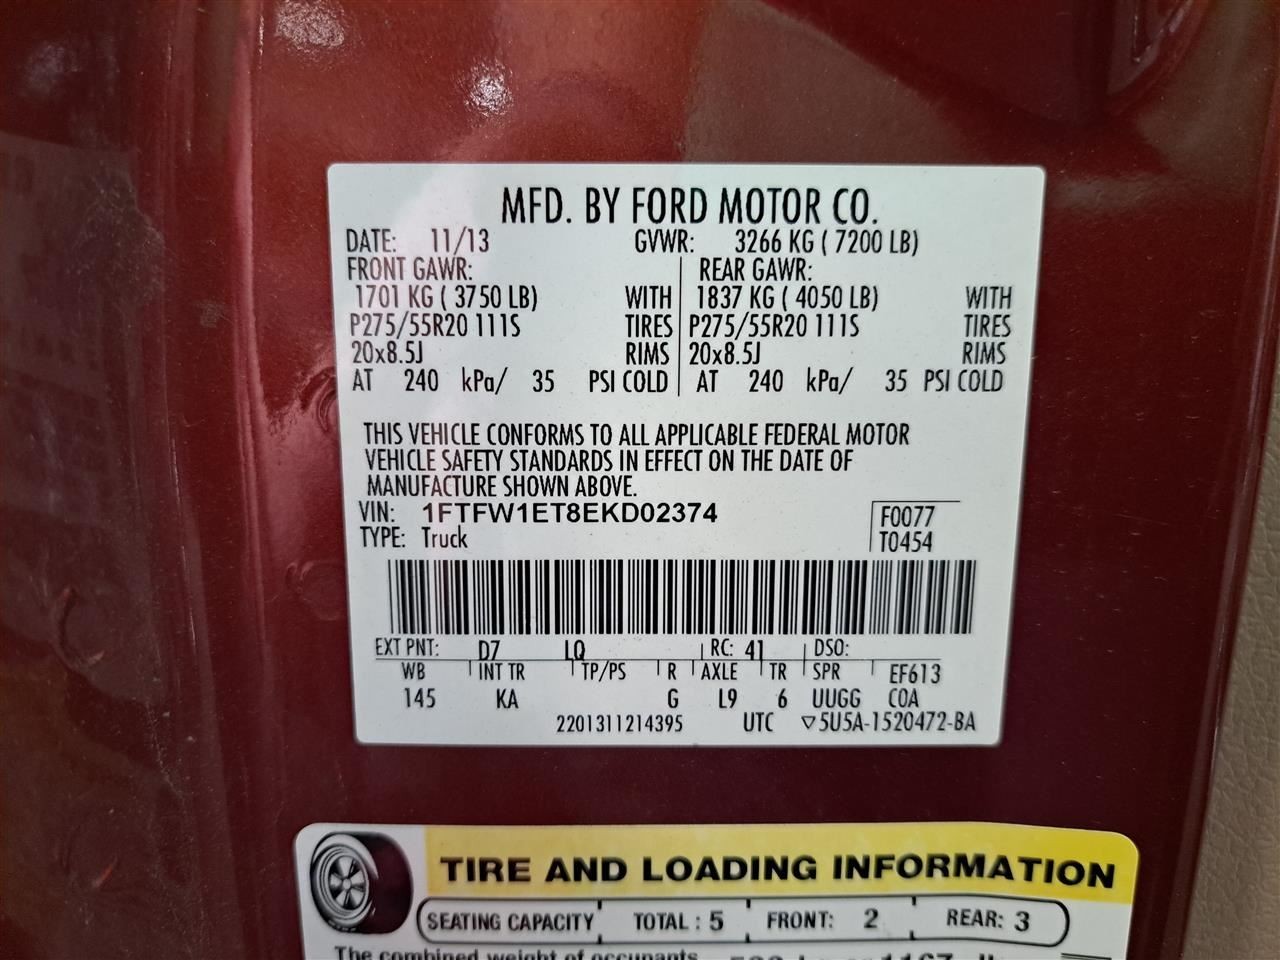 MFD. BY FORD MOTOR CO.
DATE: 11/13 GVWR: 3266 KG ( 7200 LB)
FRONT GAWR: REAR GAWR:
1701 KG ( 3750 LB) WITH 1837 KG ( 4050 LB) WITH
P275/55R20 111S TIRES P275/55R20 111S TIRES
20x8.5J RIMS 20x8.5J RIMS
AT 240 kPa/ 35 PSI COLD AT 240 kPa/ 35 PSI COLD
THIS VEHICLE CONFORMS TO ALL APPLICABLE FEDERAL MOTOR
VEHICLE SAFETY STANDARDS IN EFFECT ON THE DATE OF
MANUFACTURE SHOWN ABOVE.
VIN: 1FTFW1ET8EKD02374 F0077
TYPE: Truck T0454
EXT PNT: D7 LQ RC: 41 DSO:
WB INT TR TP/PS R AXLE TR SPR EF613
145 KA G L9 6 UUGG COA
2201311214395 UTC ▽5U5A-1520472-BA
TIRE AND LOADING INFORMATION
SEATING CAPACITY TOTAL : 5 FRONT: 2 REAR: 3
The combined weight of occupants